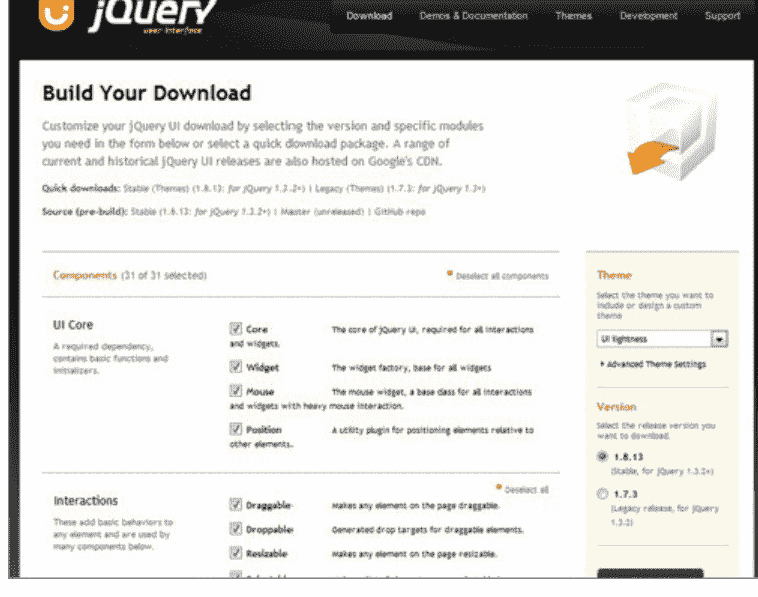 jQuery
user interface
Download Demos & Documentation Themes Development Support
Build Your Download
Customize your jQuery UI download by selecting the version and specific modules
you need in the form below or select a quick download package. A range of
current and historical jQuery UI releases are also hosted on Google's CDN.
Quick downloads: Stable (Themes) (1.8.13: for jQuery 1.3.2+) | Legacy (Themes) (1.7.3: for jQuery 1.3+)
Source (pre-build): Stable (1.8.13: for jQuery 1.3.2+) | Master (unreleased) | GitHub repo
Components (31 of 31 selected) Deselect all components
UI Core
A required dependency,
contains basic functions and
initializers.
Core The core of jQuery UI, required for all interactions
and widgets.
Widget The widget factory, base for all widgets
Mouse The mouse widget, a base class for all interactions
and widgets with heavy mouse interaction.
Position A utility plugin for positioning elements relative to
other elements.
Deselect all
Interactions
These add basic behaviors to
any element and are used by
many components below.
Draggable Makes any element on the page draggable.
Droppable Generated drop targets for draggable elements.
Resizable Makes any element on the page resizable.
Theme
Select the theme you want to
include or design a custom
theme
UI lightness
Advanced Theme Settings
Version
Select the release version you
want to download.
1.8.13
(Stable, for jQuery 1.3.2+)
1.7.3
(Legacy release, for jQuery
1.3.2)